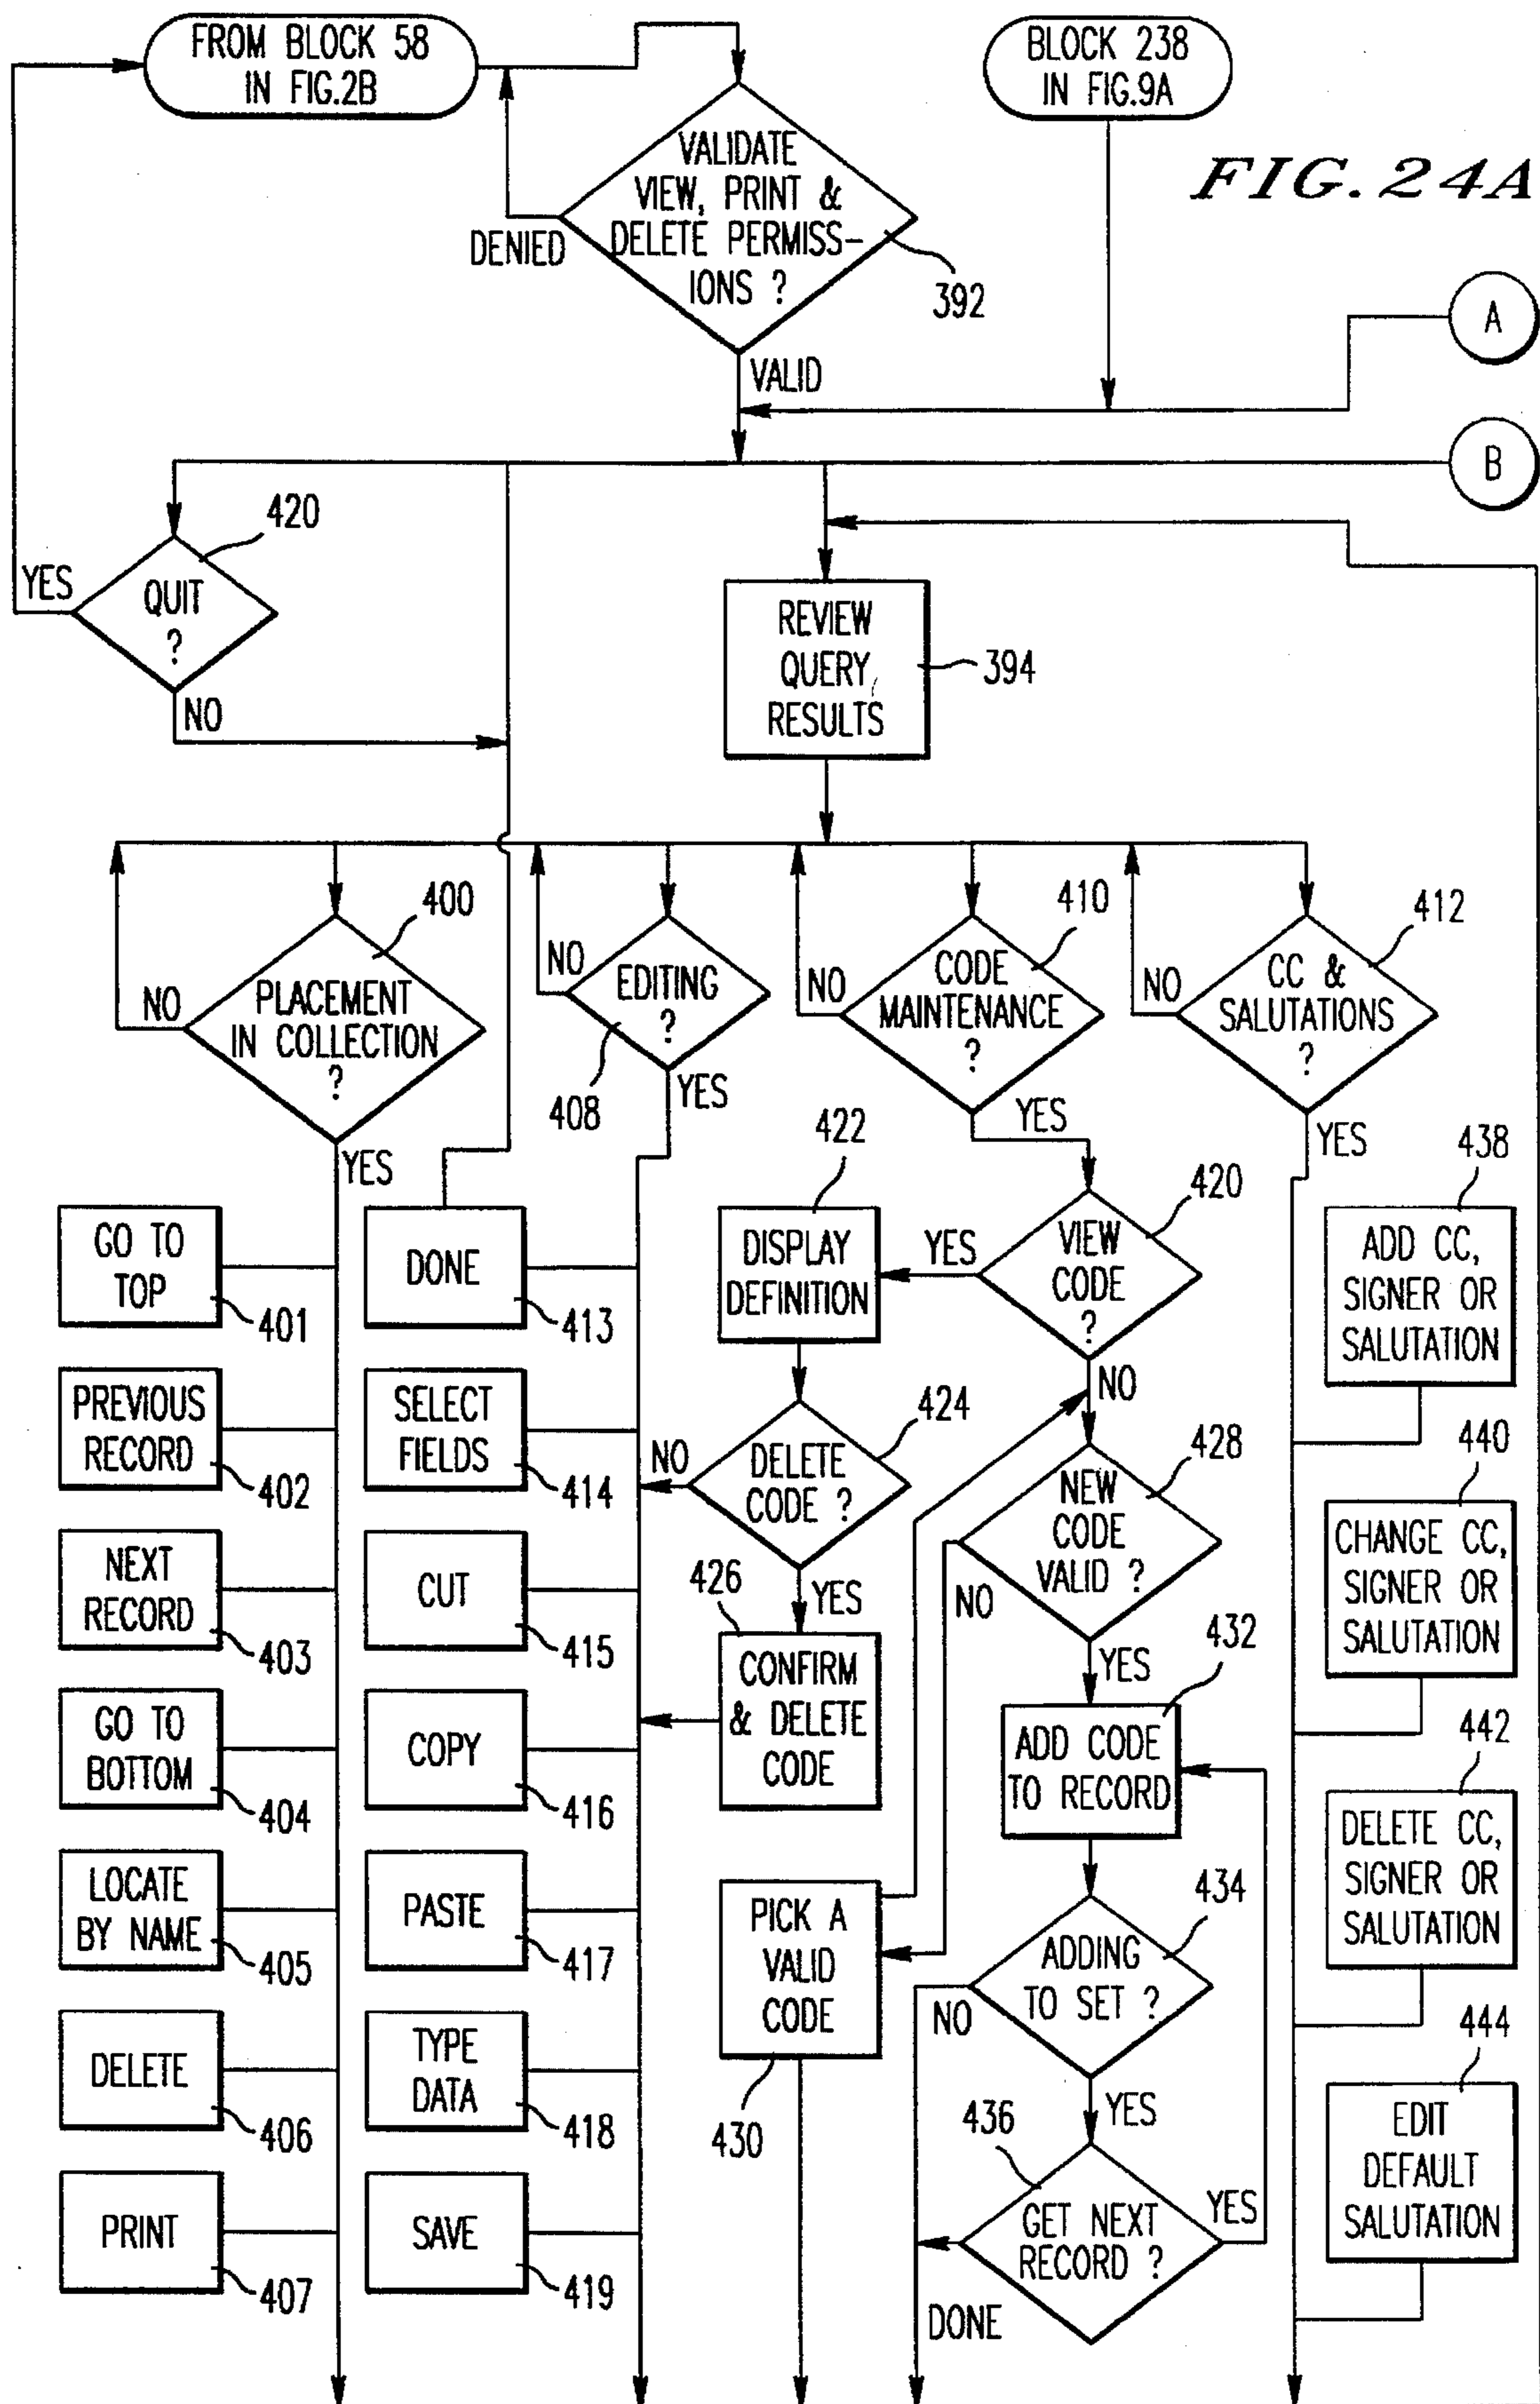 FROM BLOCK 58
IN FIG.2B
BLOCK 238
IN FIG.9A
FIG. 24A
VALIDATE
VIEW, PRINT &
DELETE PERMISS-
IONS ?
DENIED
392
VALID
A
B
420
YES
QUIT
?
NO
REVIEW
QUERY
RESULTS
394
400
NO
PLACEMENT
IN COLLECTION
?
YES
NO
EDITING
?
408
YES
410
NO
CODE
MAINTENANCE
?
YES
412
NO
CC &
SALUTATIONS
?
YES
GO TO
TOP
401
PREVIOUS
RECORD
402
NEXT
RECORD
403
GO TO
BOTTOM
404
LOCATE
BY NAME
405
DELETE
406
PRINT
407
DONE
413
SELECT
FIELDS
414
CUT
415
COPY
416
PASTE
417
TYPE
DATA
418
SAVE
419
422
DISPLAY
DEFINITION
YES
420
VIEW
CODE
?
NO
424
NO
DELETE
CODE ?
YES
426
CONFIRM
& DELETE
CODE
428
NEW
CODE
VALID ?
NO
YES
432
ADD CODE
TO RECORD
PICK A
VALID
CODE
430
434
ADDING
TO SET ?
NO
YES
436
GET NEXT
RECORD ?
YES
DONE
438
ADD CC,
SIGNER OR
SALUTATION
440
CHANGE CC,
SIGNER OR
SALUTATION
442
DELETE CC,
SIGNER OR
SALUTATION
444
EDIT
DEFAULT
SALUTATION